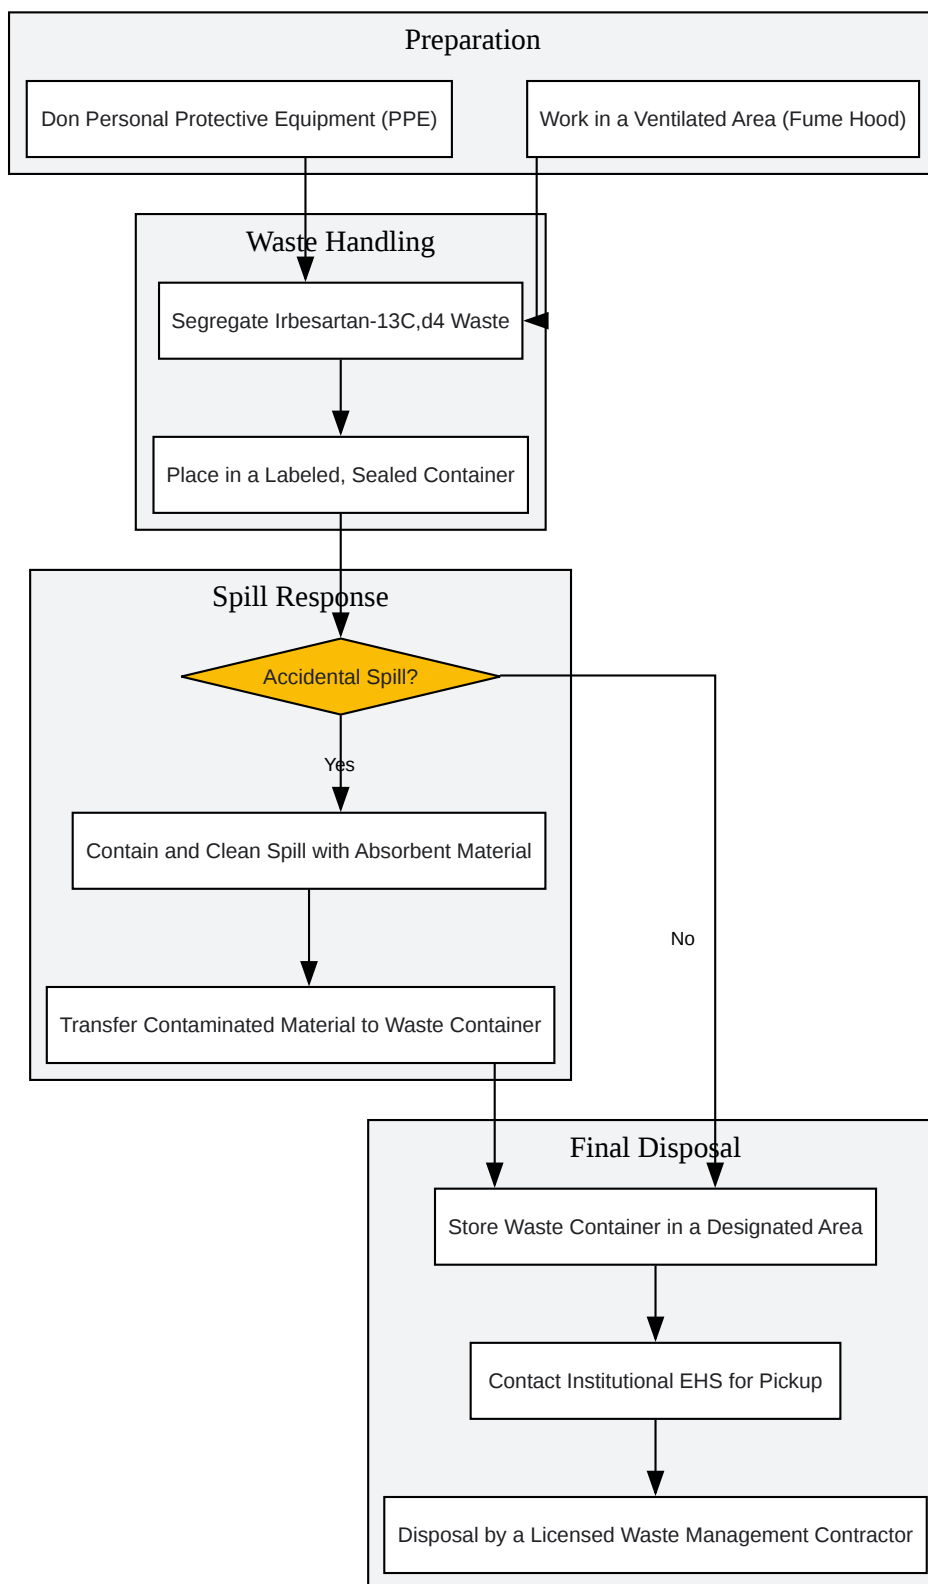 Preparation
Don Personal Protective Equipment (PPE)
Work in a Ventilated Area (Fume Hood)
Waste Handling
Segregate Irbesartan-13C,d4 Waste
Place in a Labeled, Sealed Container
Spill Response
Accidental Spill?
Yes
Contain and Clean Spill with Absorbent Material
No
Transfer Contaminated Material to Waste Container
Final Disposal
Store Waste Container in a Designated Area
Contact Institutional EHS for Pickup
Disposal by a Licensed Waste Management Contractor